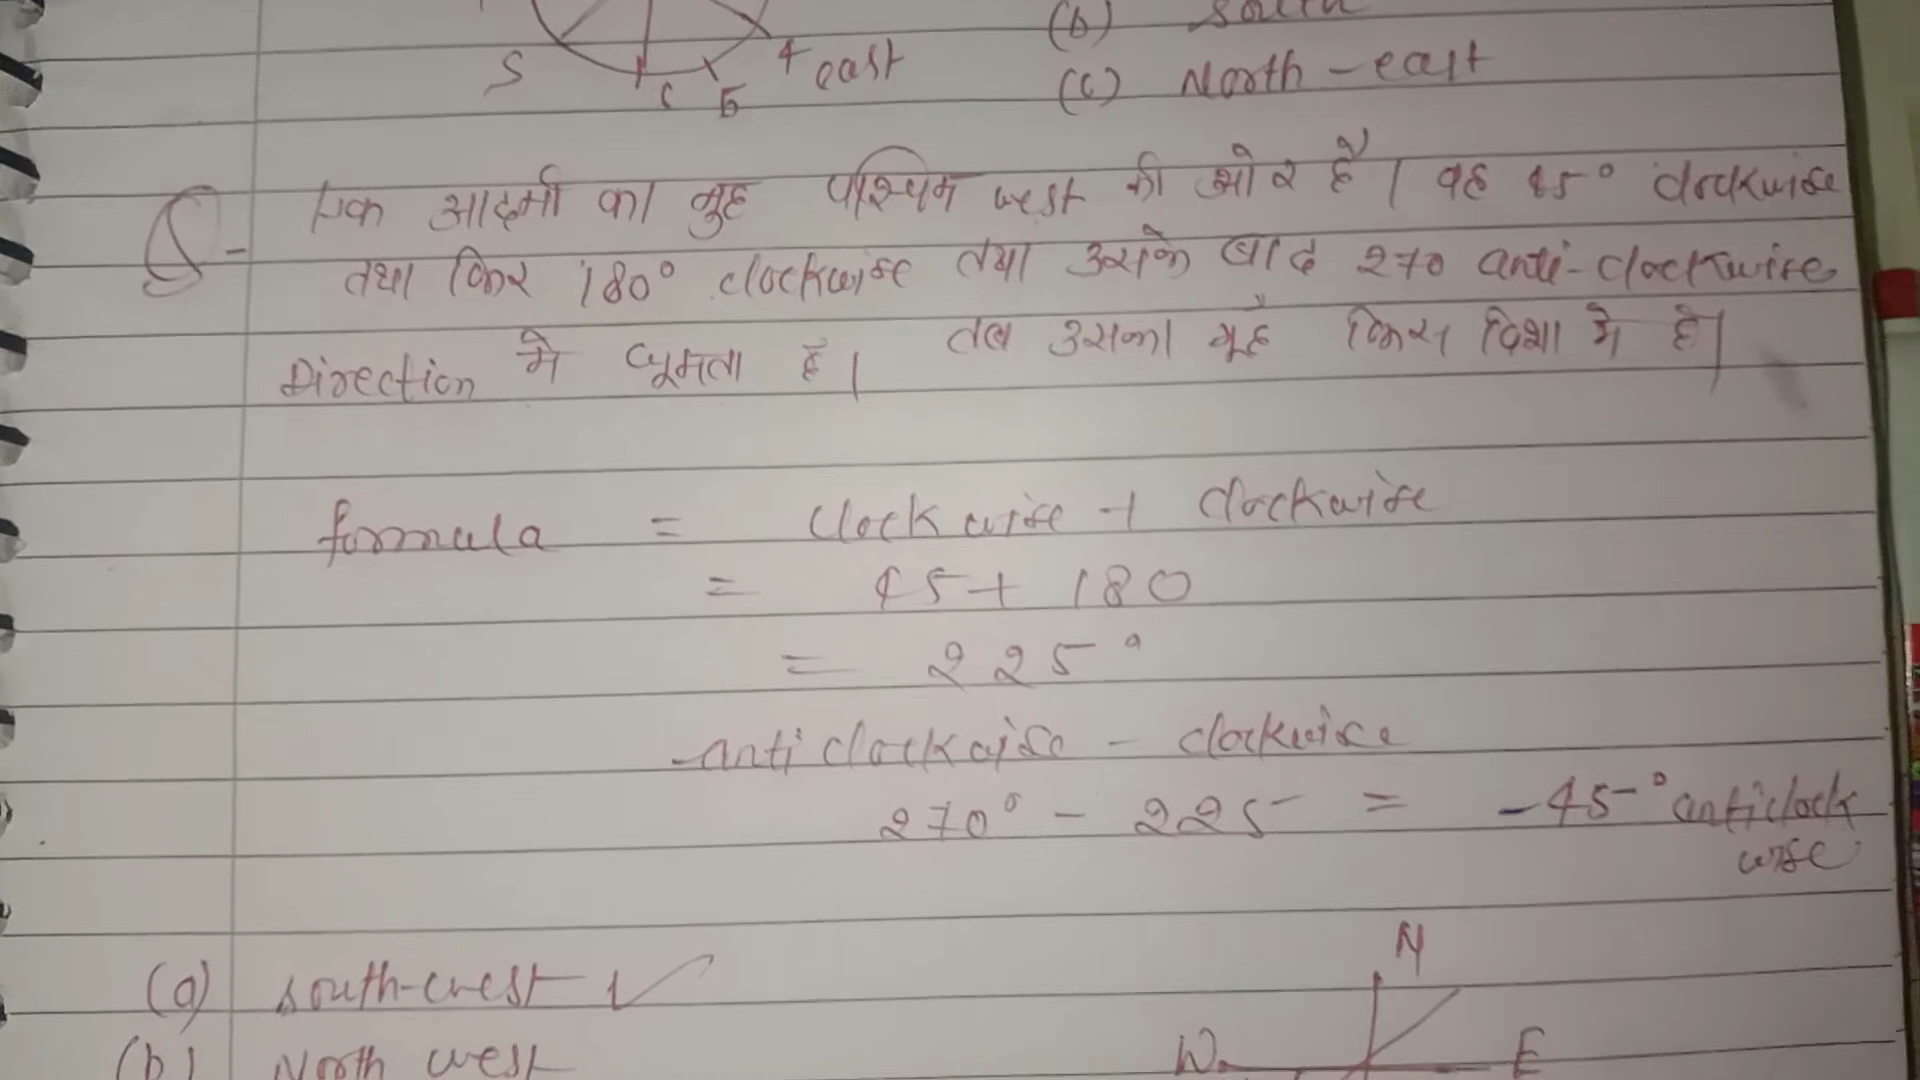 (b) South
S 4 east
(c) North-east
C 5
Q- एक आदमी का मुह पश्चिम west की ओर है। वह 45° clockwise
तथा फिर 180° clockwise तथा उसके बाद 270 anti-clockwise
Direction मे घूमता है। तब उसका मुहँ किस दिशा मे है।
formula = clockwise + clockwise
= 45+ 180
= 225°
anticlockwise - clockwise
270° - 225 = -45° anticlock
wise
N
(a) south-west ✓
(b) North west
W E